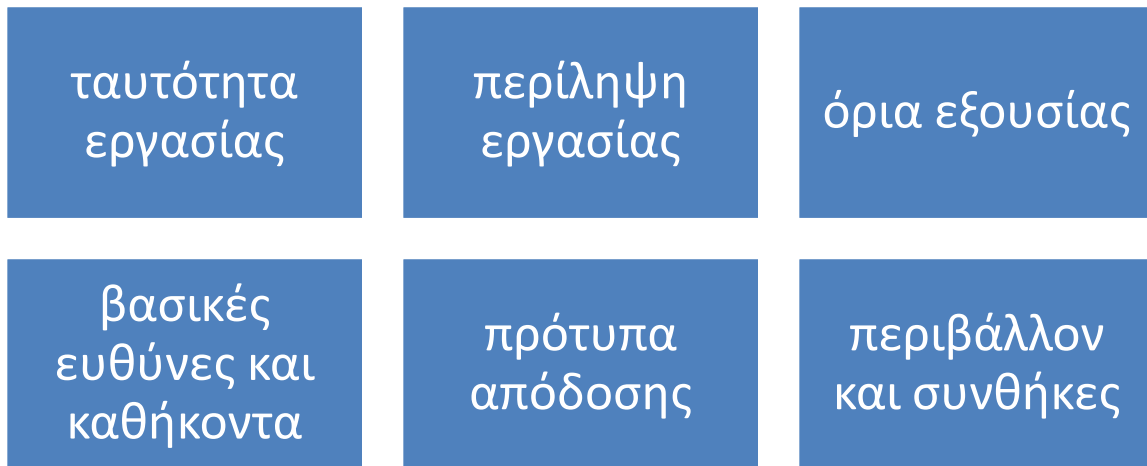 ταυτότητα
εργασίας
περίληψη
εργασίας
όρια εξουσίας
βασικές
ευθύνες και
καθήκοντα
πρότυπα
απόδοσης
περιβάλλον
και συνθήκες